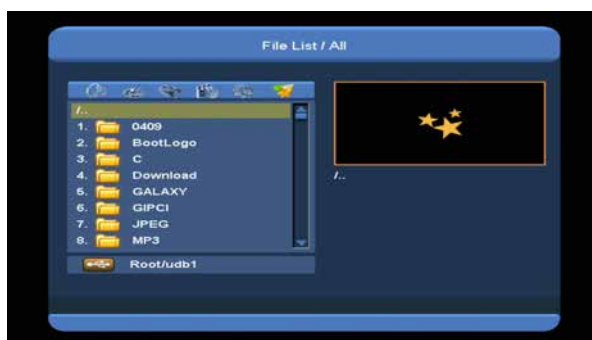 File List / All
/..
1. 0409
2. BootLogo
3. C
4. Download
5. GALAXY
6. GIPCI
7. JPEG
8. MP3
/..
Root/udb1